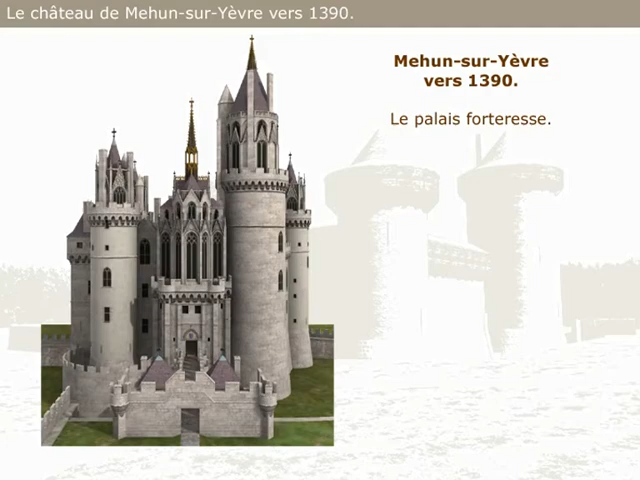 Le château de Mehun-sur-Yèvre vers 1390.
Mehun-sur-Yèvre
vers 1390.
Le palais forteresse.